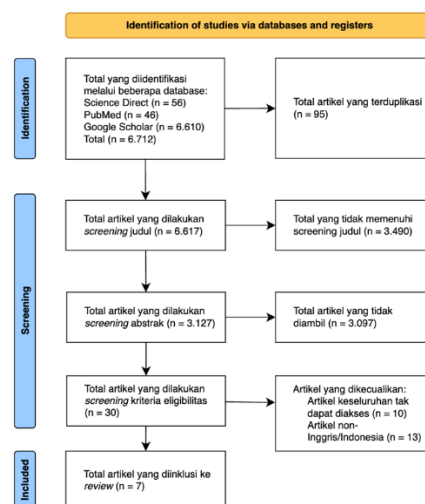 Identification of studies via databases and registers
Identification
Total yang diidentifikasi
melalui beberapa database:
Science Direct (n = 56)
PubMed (n = 46)
Google Scholar (n = 6.610)
Total (n = 6.712)
Total artikel yang terduplikasi
(n = 95)
Screening
Total artikel yang dilakukan
screening judul (n = 6.617)
Total yang tidak memenuhi
screening judul (n = 3.490)
Total artikel yang dilakukan
screening abstrak (n = 3.127)
Total artikel yang tidak
diambil (n = 3.097)
Total artikel yang dilakukan
screening kriteria eligibilitas
(n = 30)
Artikel yang dikecualikan:
Artikel keseluruhan tak
dapat diakses (n = 10)
Artikel non-
Inggris/Indonesia (n = 13)
Included
Total artikel yang diinklusi ke
review (n = 7)